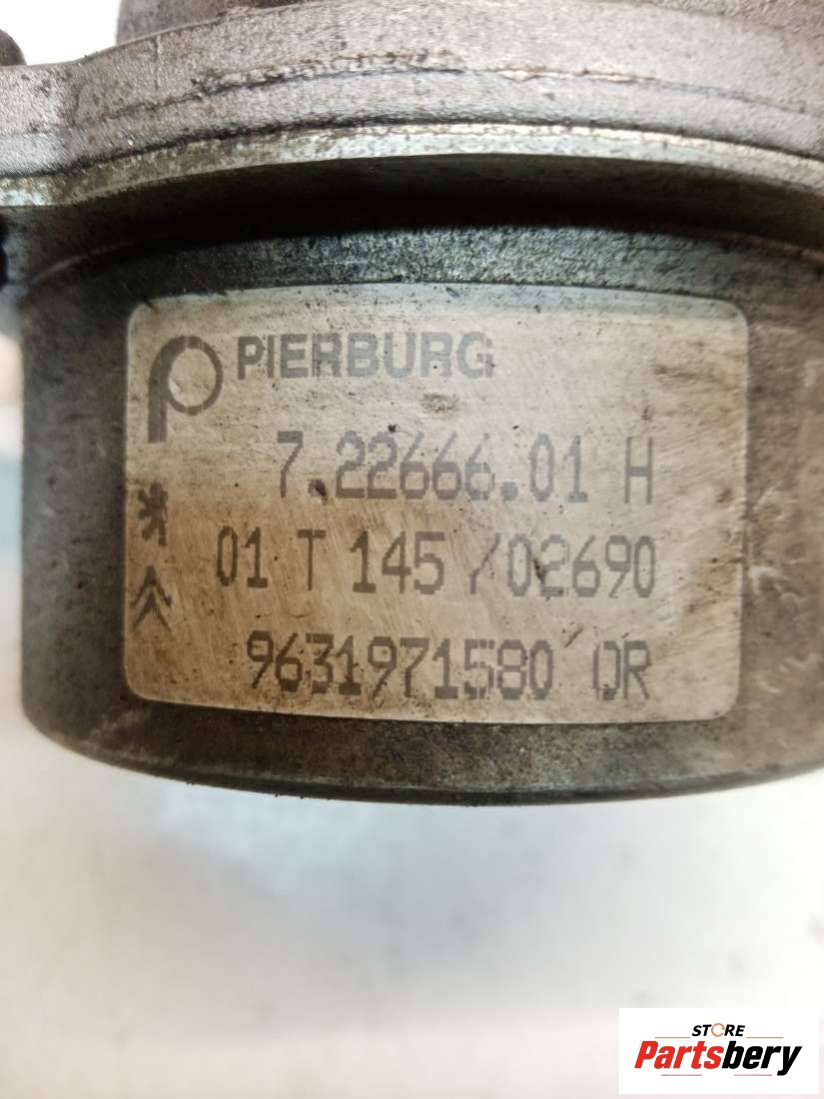 PIERBURG
7.22666.01 H
01 T 145 /02690
9631971580 OR
STORE
Partsbery